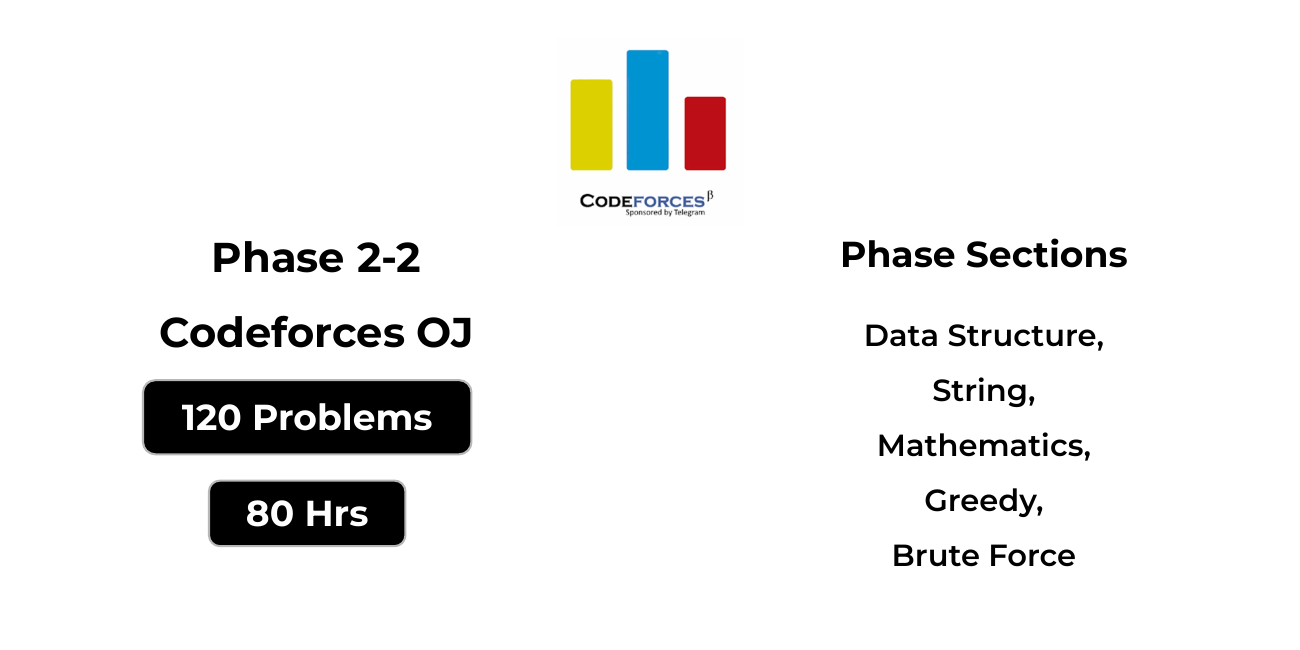 CODEFORCES β
Sponsored by Telegram
Phase 2-2
Codeforces OJ
120 Problems
80 Hrs
Phase Sections
Data Structure,
String,
Mathematics,
Greedy,
Brute Force